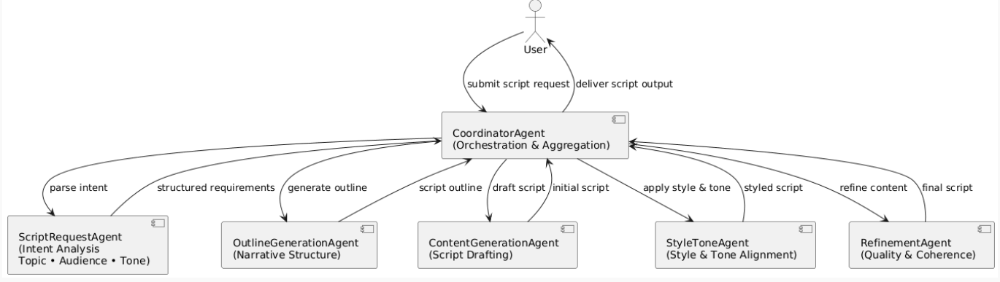 User
submit script request
deliver script output
CoordinatorAgent
(Orchestration & Aggregation)
parse intent
structured requirements
generate outline
script outline
draft script
initial script
apply style & tone
styled script
refine content
final script
ScriptRequestAgent
(Intent Analysis
Topic • Audience • Tone)
OutlineGenerationAgent
(Narrative Structure)
ContentGenerationAgent
(Script Drafting)
StyleToneAgent
(Style & Tone Alignment)
RefinementAgent
(Quality & Coherence)